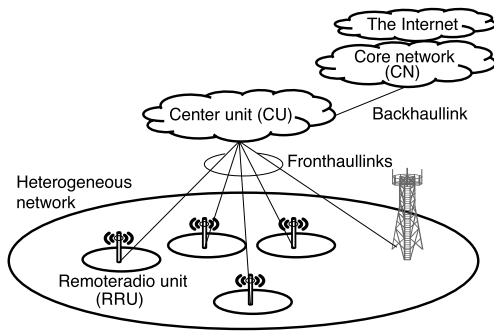 The Internet
Core network
(CN)
Center unit (CU)
Backhaullink
Fronthaullinks
Heterogeneous
network
Remoteradio unit
(RRU)